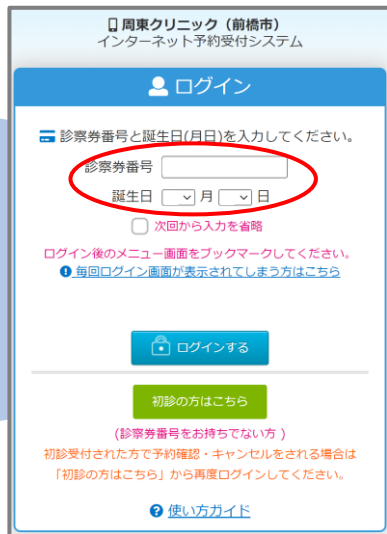 周東クリニック（前橋市）
インターネット予約受付システム
ログイン
診察券番号と誕生日(月日)を入力してください。
診察券番号
誕生日 月 日
次回から入力を省略
ログイン後のメニュー画面をブックマークしてください。
毎回ログイン画面が表示されてしまう方はこちら
ログインする
初診の方はこちら
(診察券番号をお持ちでない方 )
初診受付された方で予約確認・キャンセルをされる場合は
「初診の方はこちら」から再度ログインしてください。
使い方ガイド